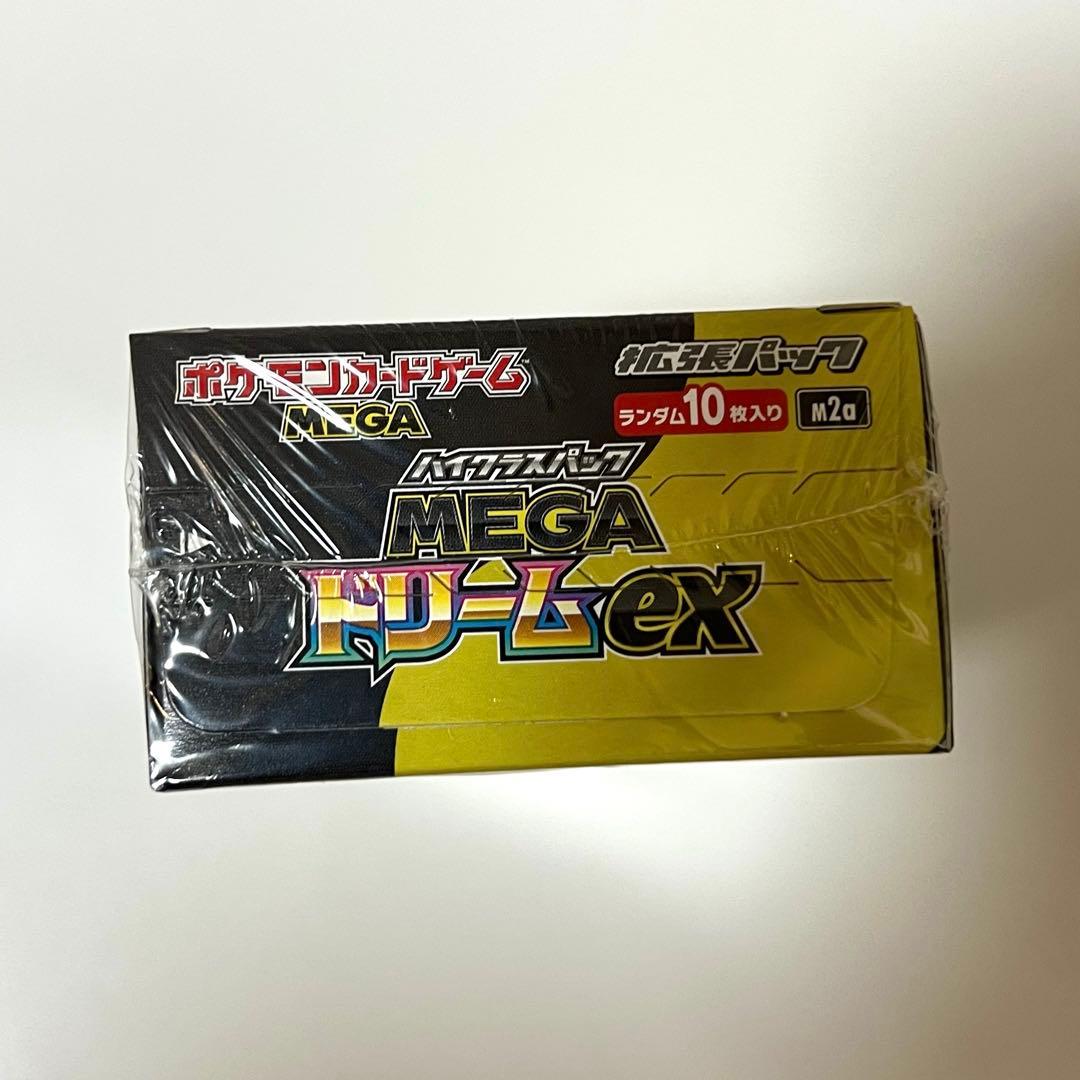 ポケモンカードゲーム™
MEGA
拡張パック
ランダム10枚入り M2a
ハイクラスパック
MEGA
ドリームex